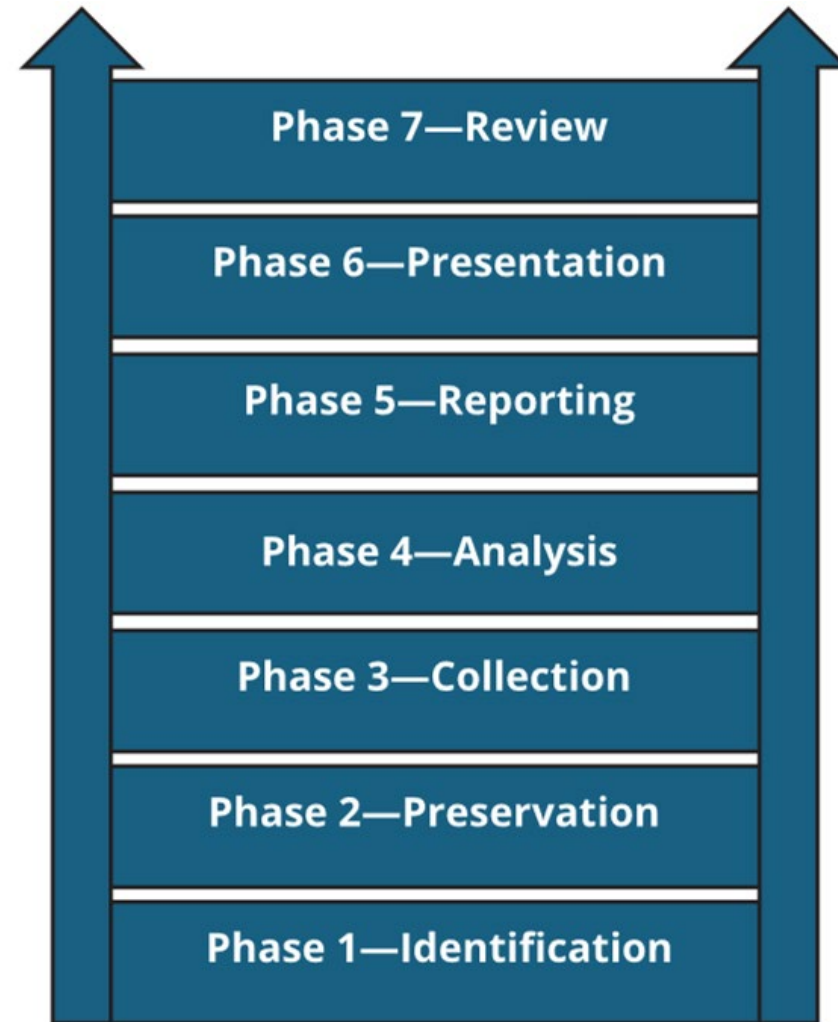 Phase 7—Review
Phase 6—Presentation
Phase 5—Reporting
Phase 4—Analysis
Phase 3—Collection
Phase 2—Preservation
Phase 1—Identification